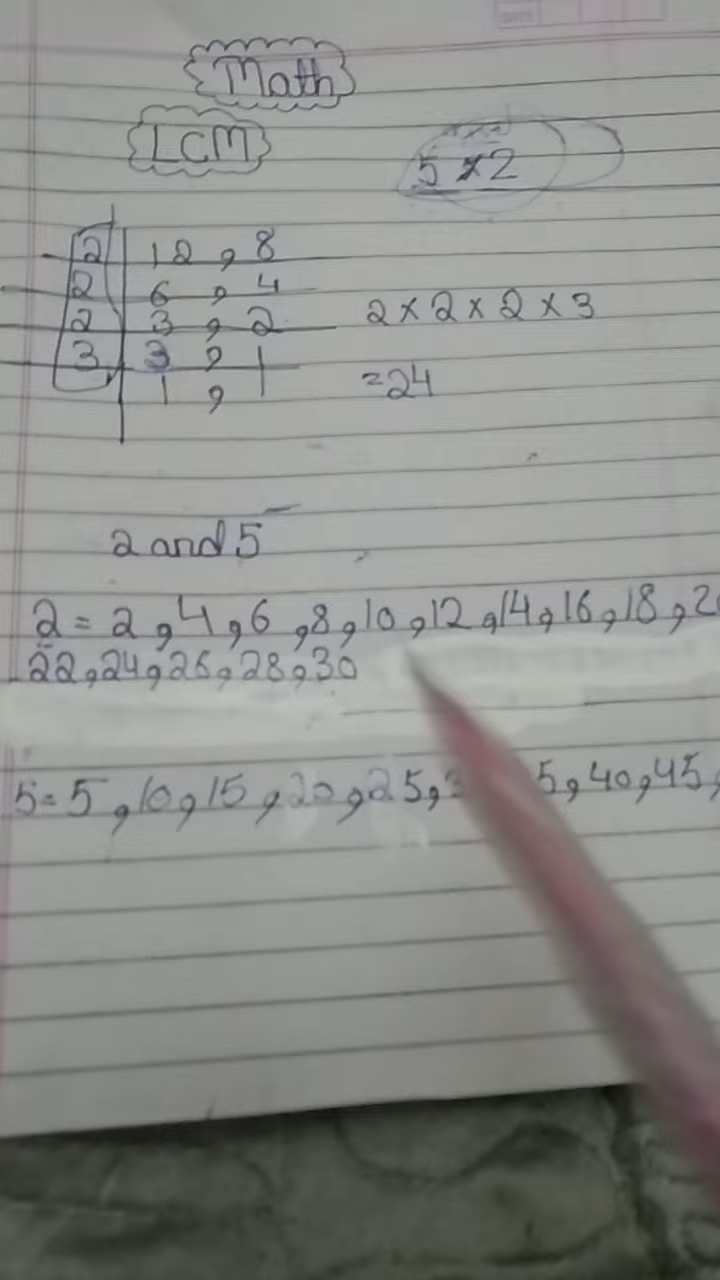 Math
LCM
5 × 2
2 | 12 , 8
2 | 6 , 4
2 | 3 , 2
3 | 3 , 1
1 , 1
2 × 2 × 2 × 3
= 24
2 and 5
2 = 2 , 4 , 6 , 8 , 10 , 12 , 14 , 16 , 18 ,
22 , 24 , 26 , 28 , 30
5 = 5 , 10 , 15 , 20 , 25 , 5 , 40 , 45 ,